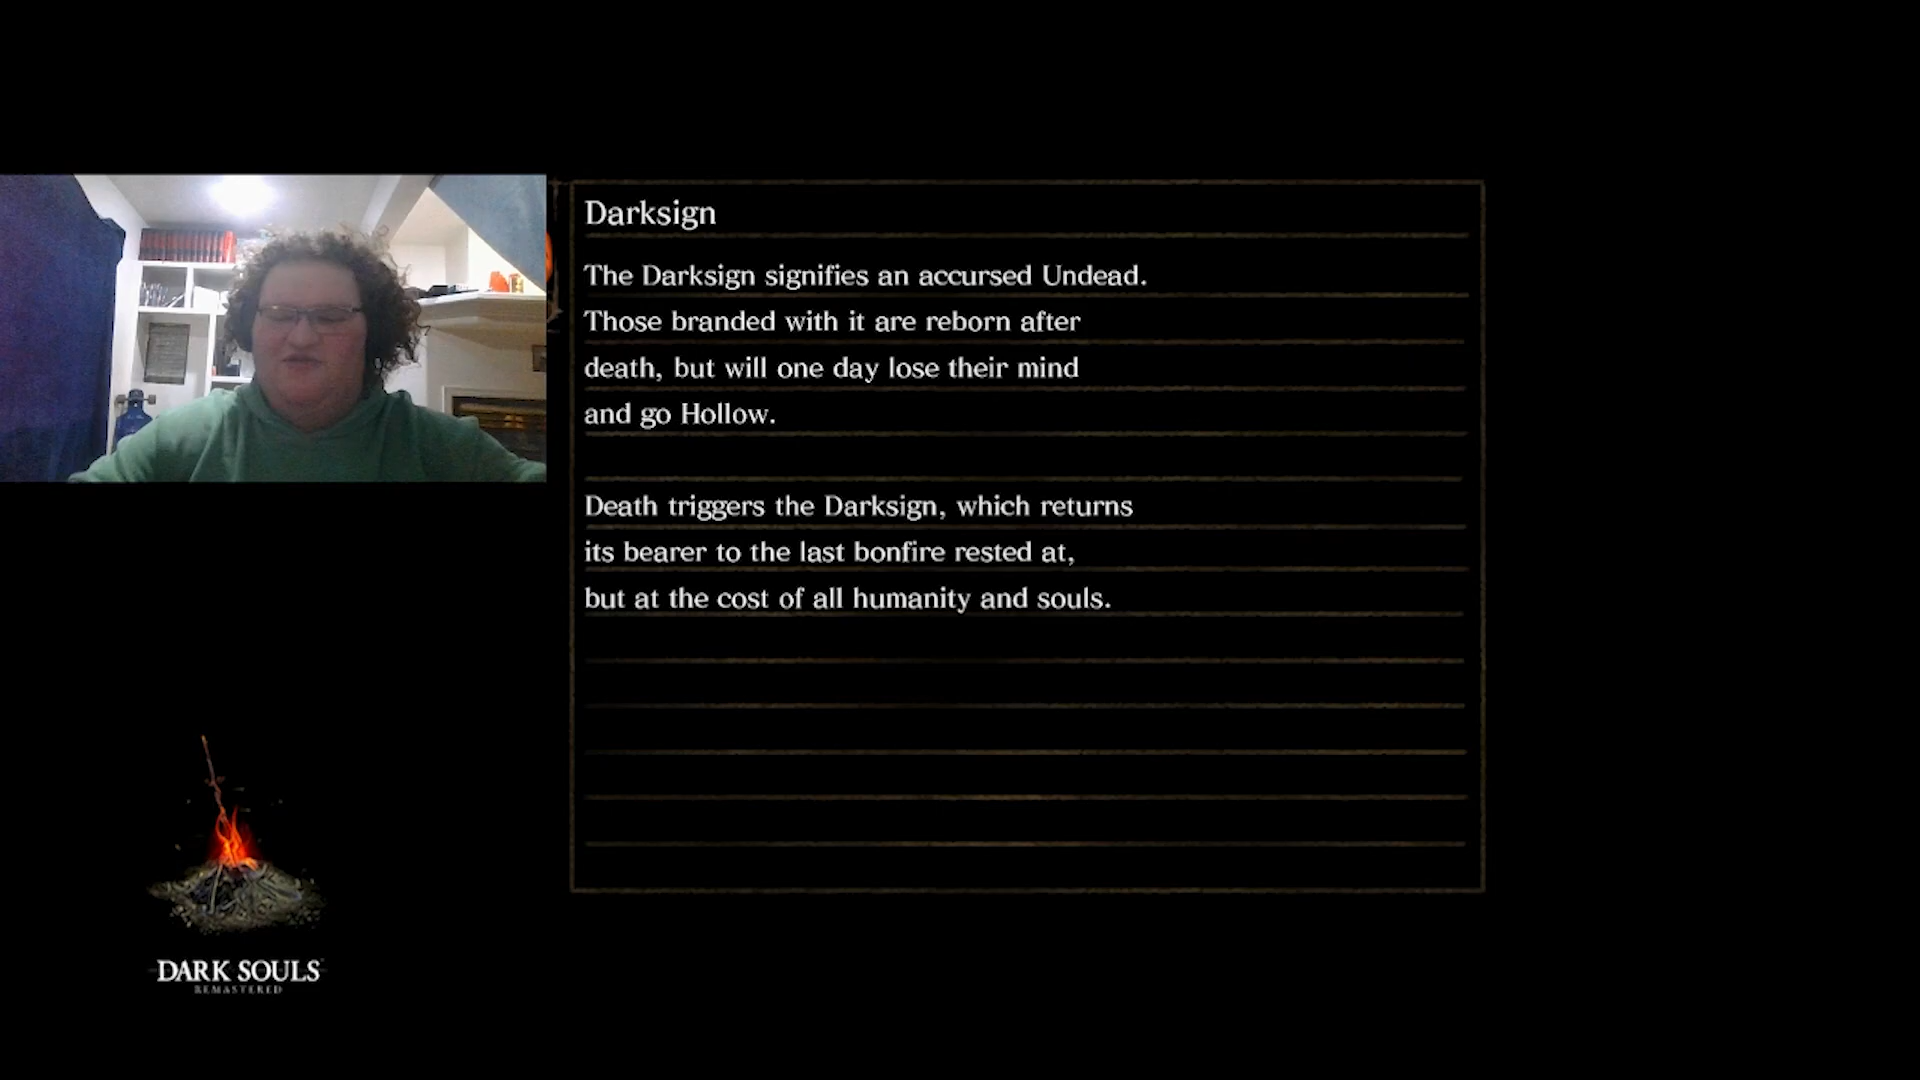 Darksign
The Darksign signifies an accursed Undead.
Those branded with it are reborn after
death, but will one day lose their mind
and go Hollow.
Death triggers the Darksign, which returns
its bearer to the last bonfire rested at,
but at the cost of all humanity and souls.
DARK SOULS
REMASTERED